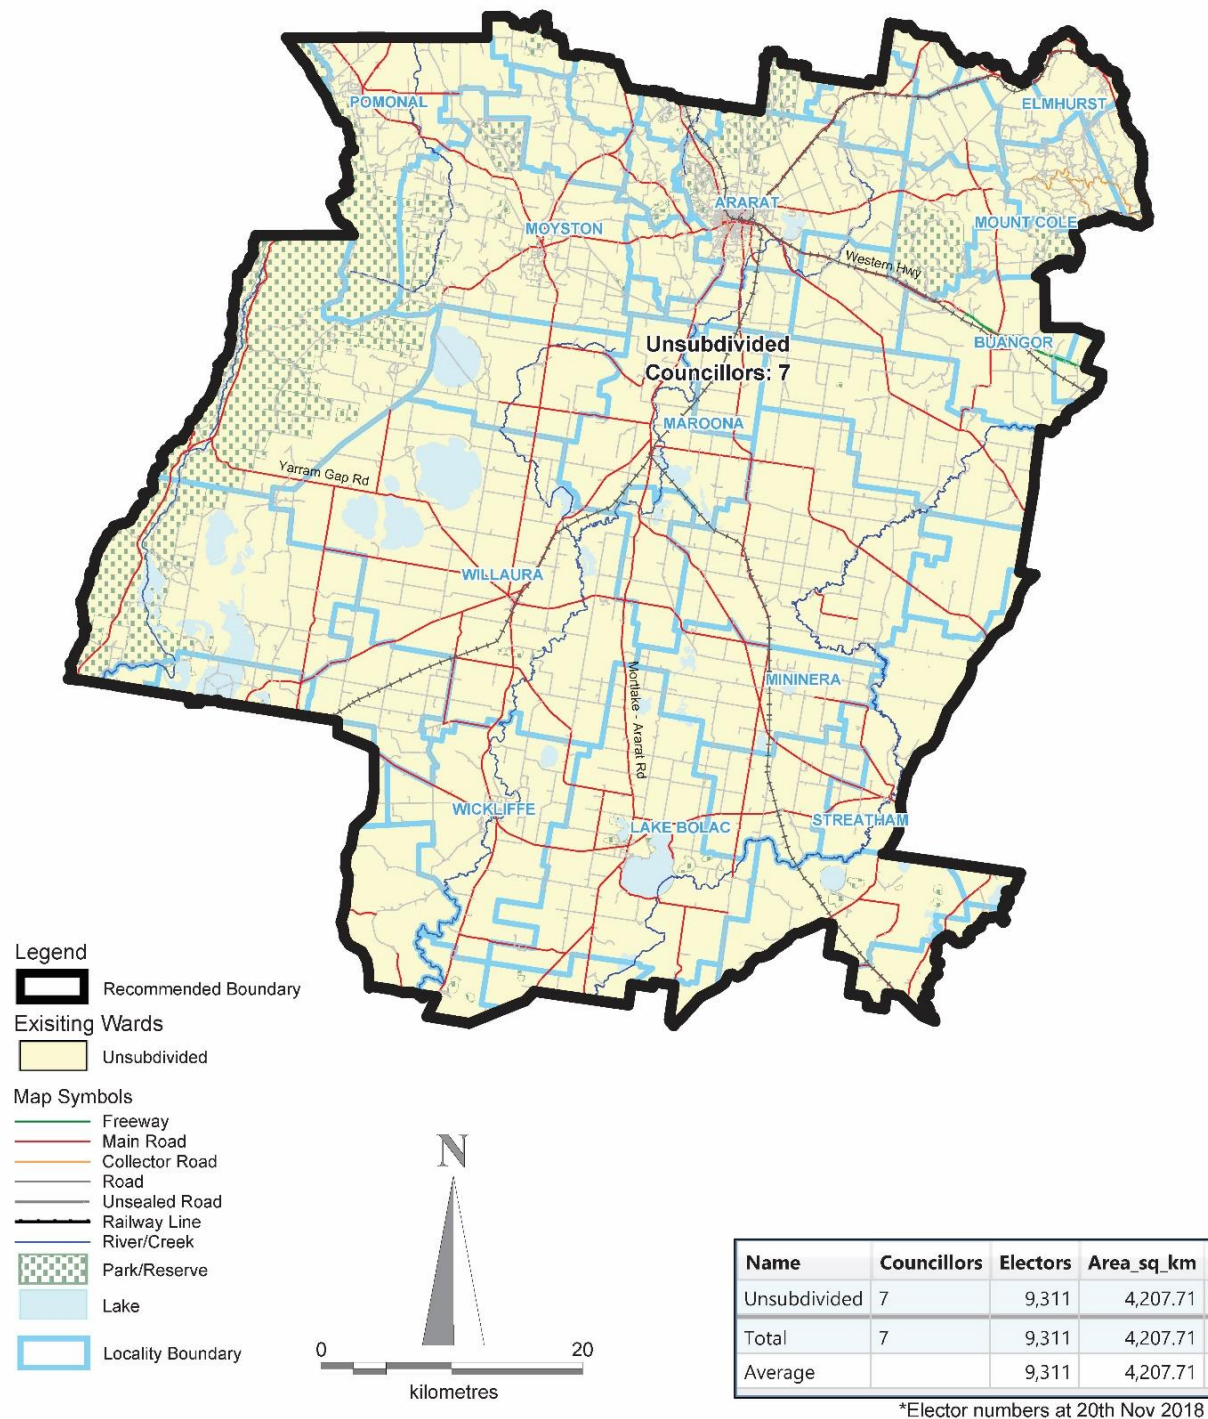 POMONAL
ELMHURST
ARARAT
MOYSTON
MOUNT COLE
Western Hwy
Unsubdivided
Councillors: 7
BUANGOR
MAROONA
Yarram Gap Rd
WILLAURA
Mortlake - Ararat Rd
MININERA
WICKLIFFE
LAKE BOLAC
STREATHAM
Legend
Recommended Boundary
Exisiting Wards
Unsubdivided
Map Symbols
Freeway
Main Road
Collector Road
Road
Unsealed Road
Railway Line
River/Creek
Park/Reserve
Lake
Locality Boundary
N
0 20
kilometres
Name Councillors Electors Area_sq_km
Unsubdivided 7 9,311 4,207.71
Total 7 9,311 4,207.71
Average 9,311 4,207.71
*Elector numbers at 20th Nov 2018